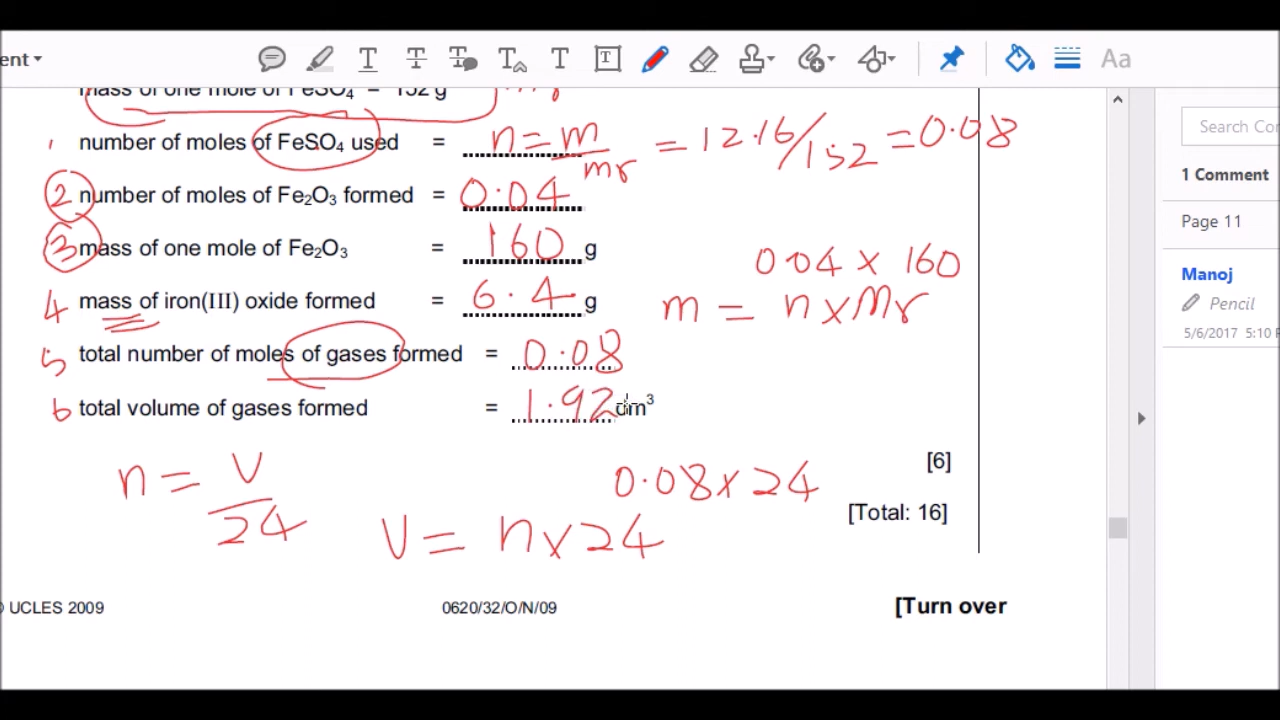 ent
Aa
Search Co
1 Comment
Page 11
Manoj
Pencil
5/6/2017 5:10 P
mass of one mole of FeSO₄ = 152 g
1 number of moles of FeSO₄ used = n = m/mr = 12.16/152 = 0.08
2 number of moles of Fe₂O₃ formed = 0.04
3 mass of one mole of Fe₂O₃ = 160 g
0.04 x 160
4 mass of iron(III) oxide formed = 6.4 g m = n x Mr
5 total number of moles of gases formed = 0.08
6 total volume of gases formed = 1.92 dm³
[6]
n = V/24
0.08 x 24
[Total: 16]
V = n x 24
© UCLES 2009 0620/32/O/N/09 [Turn over